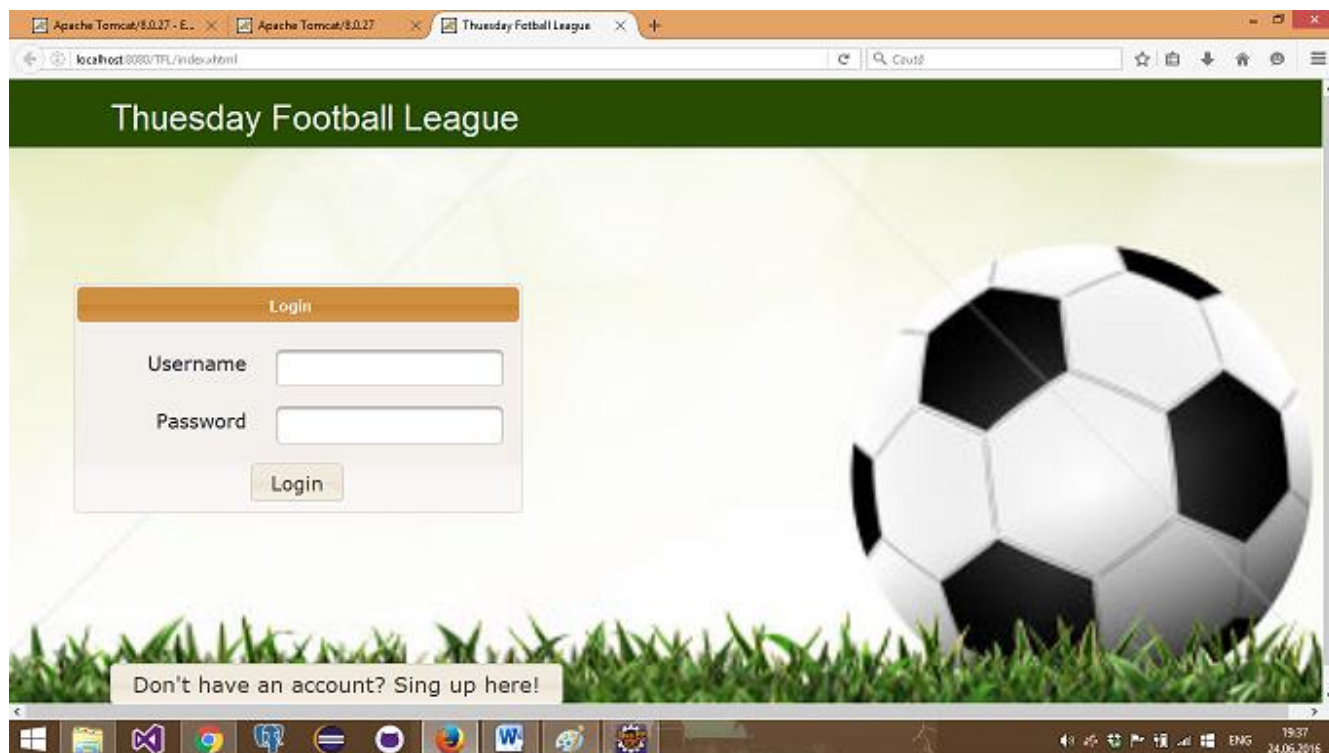 Apache Tomcat/8.0.27 - E...
Apache Tomcat/8.0.27
Thuesday Fotball League
localhost:8080/TFL/index.xhtml
Caută
Thuesday Football League
Login
Username
Password
Login
Don't have an account? Sing up here!
ENG
19:37
24.06.2016